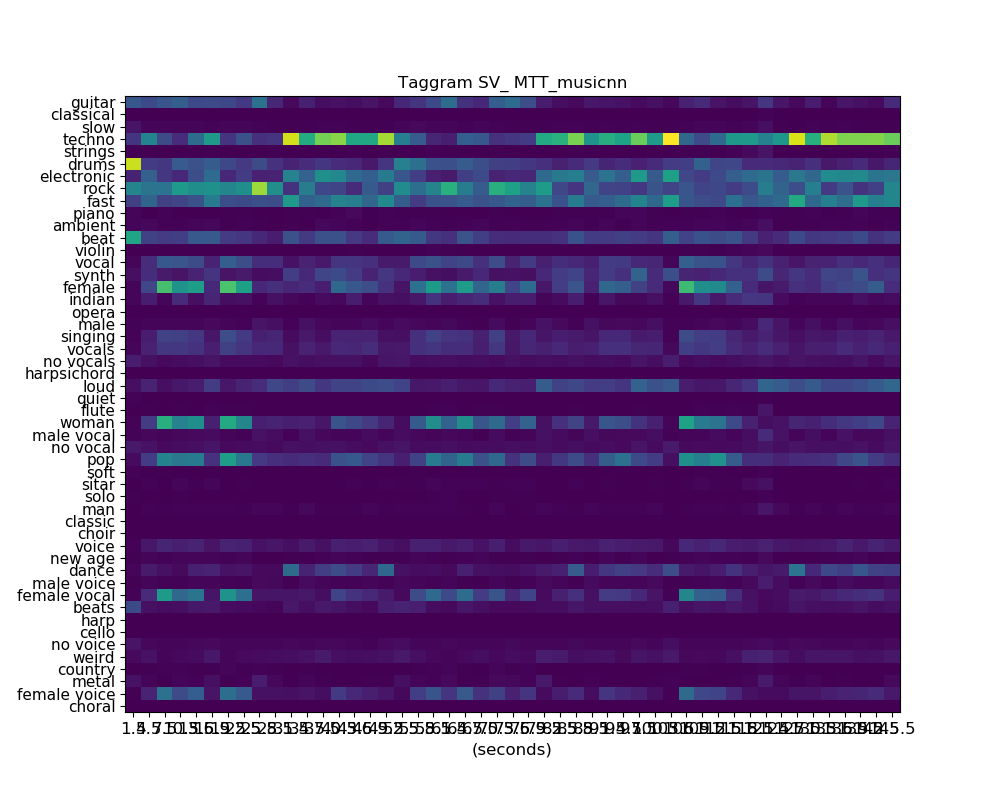 Taggram SV_ MTT_musicnn
guitar
classical
slow
techno
strings
drums
electronic
rock
fast
piano
ambient
beat
violin
vocal
synth
female
indian
opera
male
singing
vocals
no vocals
harpsichord
loud
quiet
flute
woman
male vocal
no vocal
pop
soft
sitar
solo
man
classic
choir
voice
new age
dance
male voice
female vocal
beats
harp
cello
no voice
weird
country
metal
female voice
choral
(seconds)